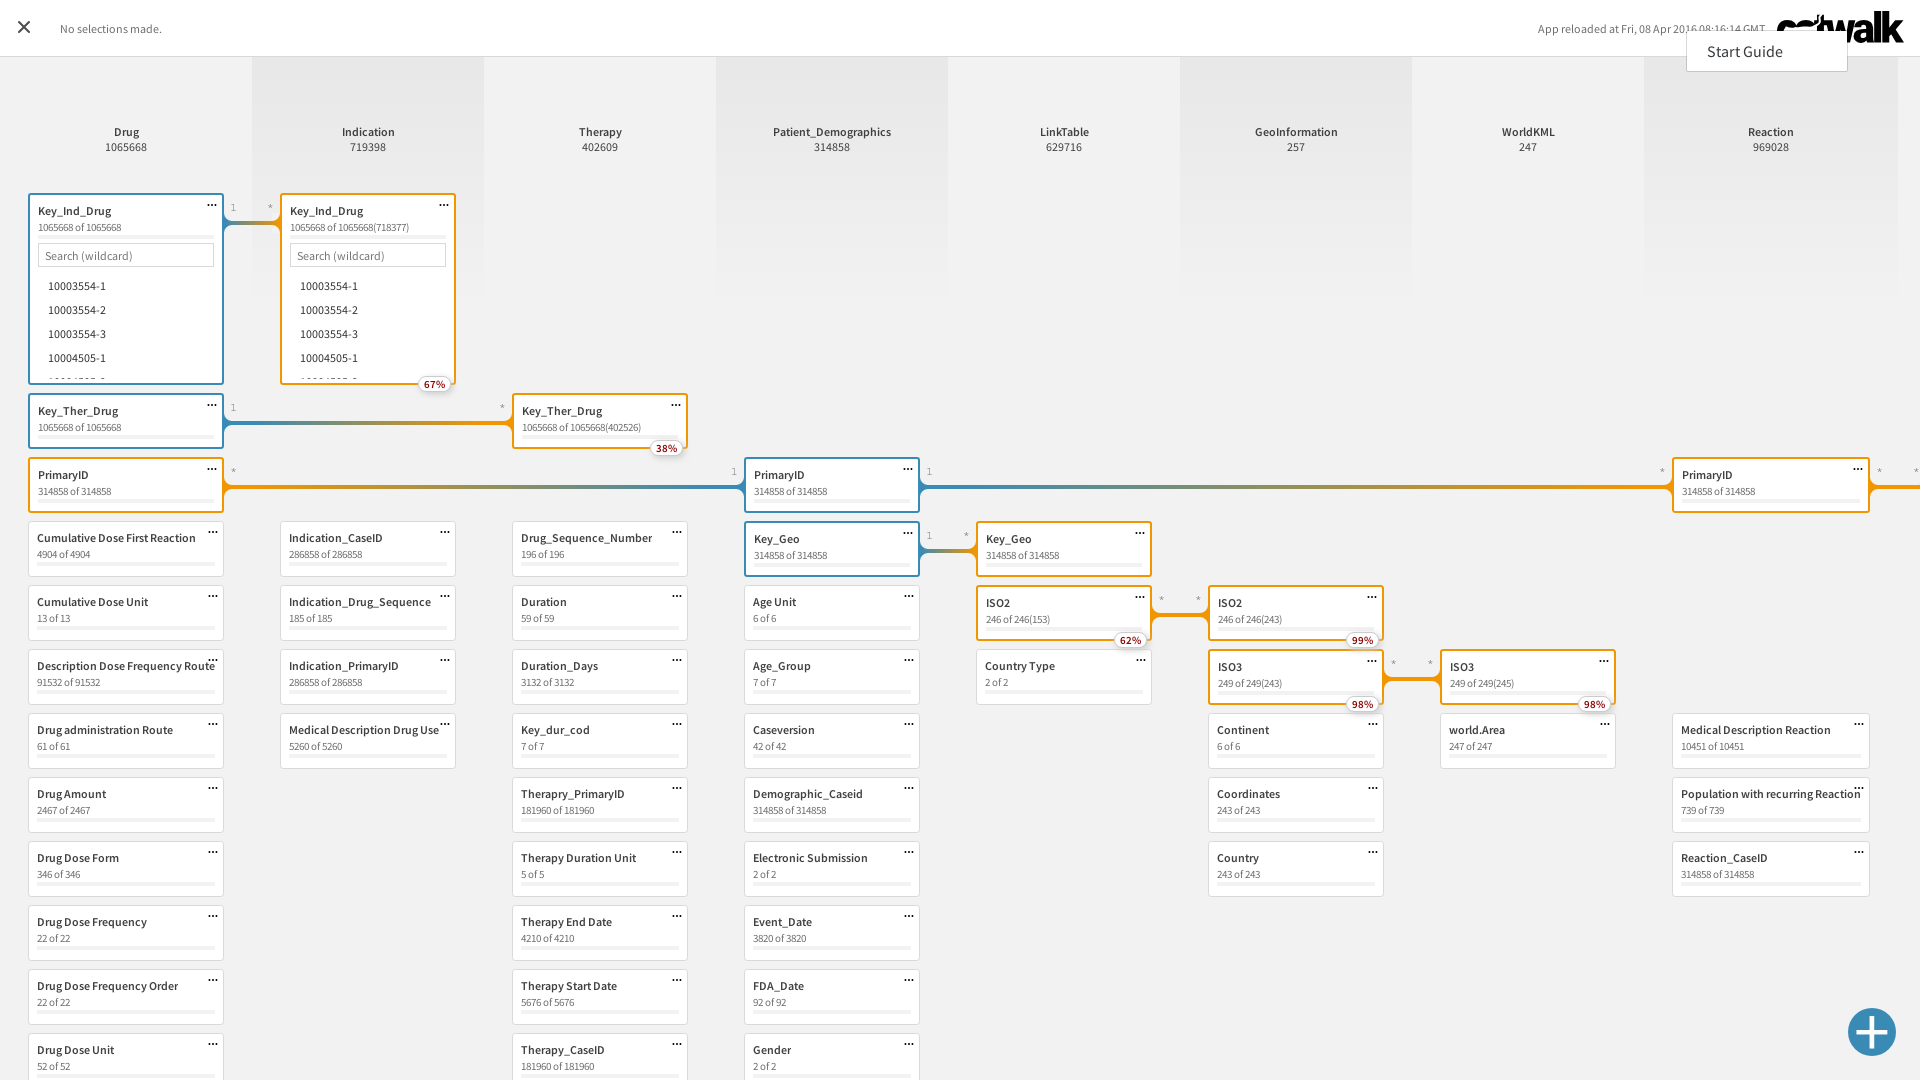 No selections made.
App reloaded at Fri, 08 Apr 2016 08:16:14 GMT
catwalk
Start Guide
Drug
1065668
Indication
719398
Therapy
402609
Patient_Demographics
314858
LinkTable
629716
GeoInformation
257
WorldKML
247
Reaction
969028
Key_Ind_Drug
1065668 of 1065668
Search (wildcard)
10003554-1
10003554-2
10003554-3
10004505-1
1
*
Key_Ind_Drug
1065668 of 1065668(718377)
Search (wildcard)
10003554-1
10003554-2
10003554-3
10004505-1
67%
Key_Ther_Drug
1065668 of 1065668
1
*
Key_Ther_Drug
1065668 of 1065668(402526)
38%
PrimaryID
314858 of 314858
*
1
PrimaryID
314858 of 314858
1
*
PrimaryID
314858 of 314858
*
*
Cumulative Dose First Reaction
4904 of 4904
Indication_CaseID
286858 of 286858
Drug_Sequence_Number
196 of 196
Key_Geo
314858 of 314858
1
*
Key_Geo
314858 of 314858
Cumulative Dose Unit
13 of 13
Indication_Drug_Sequence
185 of 185
Duration
59 of 59
Age Unit
6 of 6
ISO2
246 of 246(153)
62%
*
*
ISO2
246 of 246(243)
99%
Description Dose Frequency Route
91532 of 91532
Indication_PrimaryID
286858 of 286858
Duration_Days
3132 of 3132
Age_Group
7 of 7
Country Type
2 of 2
ISO3
249 of 249(243)
98%
*
*
ISO3
249 of 249(245)
98%
Drug administration Route
61 of 61
Medical Description Drug Use
5260 of 5260
Key_dur_cod
7 of 7
Caseversion
42 of 42
Continent
6 of 6
world.Area
247 of 247
Medical Description Reaction
10451 of 10451
Drug Amount
2467 of 2467
Therapry_PrimaryID
181960 of 181960
Demographic_Caseid
314858 of 314858
Coordinates
243 of 243
Population with recurring Reaction
739 of 739
Drug Dose Form
346 of 346
Therapy Duration Unit
5 of 5
Electronic Submission
2 of 2
Country
243 of 243
Reaction_CaseID
314858 of 314858
Drug Dose Frequency
22 of 22
Therapy End Date
4210 of 4210
Event_Date
3820 of 3820
Drug Dose Frequency Order
22 of 22
Therapy Start Date
5676 of 5676
FDA_Date
92 of 92
Drug Dose Unit
52 of 52
Therapy_CaseID
181960 of 181960
Gender
2 of 2